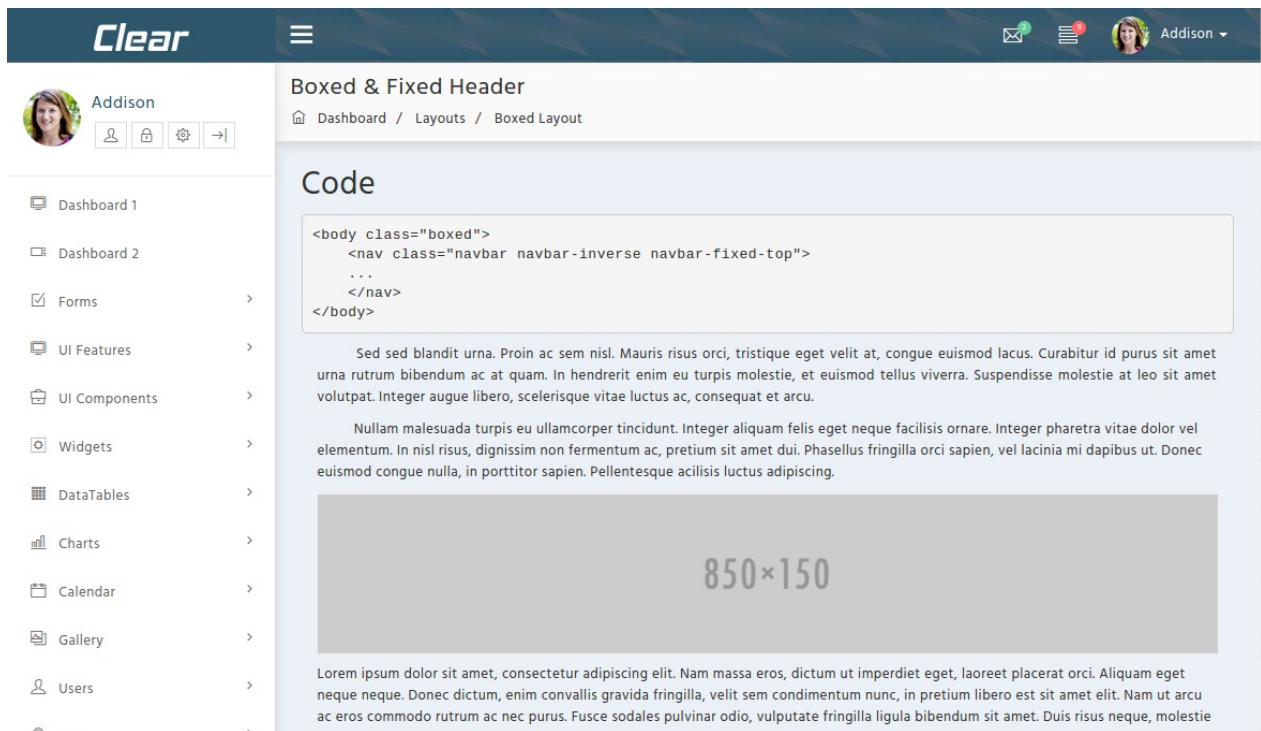 Clear
2
9
Addison
Addison
Dashboard 1
Dashboard 2
Forms
UI Features
UI Components
Widgets
DataTables
Charts
Calendar
Gallery
Users
Boxed & Fixed Header
Dashboard / Layouts / Boxed Layout
Code
<body class="boxed">
    <nav class="navbar navbar-inverse navbar-fixed-top">
    ...
    </nav>
</body>
Sed sed blandit urna. Proin ac sem nisl. Mauris risus orci, tristique eget velit at, congue euismod lacus. Curabitur id purus sit amet
urna rutrum bibendum ac at quam. In hendrerit enim eu turpis molestie, et euismod tellus viverra. Suspendisse molestie at leo sit amet
volutpat. Integer augue libero, scelerisque vitae luctus ac, consequat et arcu.
Nullam malesuada turpis eu ullamcorper tincidunt. Integer aliquam felis eget neque facilisis ornare. Integer pharetra vitae dolor vel
elementum. In nisl risus, dignissim non fermentum ac, pretium sit amet dui. Phasellus fringilla orci sapien, vel lacinia mi dapibus ut. Donec
euismod congue nulla, in porttitor sapien. Pellentesque acilisis luctus adipiscing.
850×150
Lorem ipsum dolor sit amet, consectetur adipiscing elit. Nam massa eros, dictum ut imperdiet eget, laoreet placerat orci. Aliquam eget
neque neque. Donec dictum, enim convallis gravida fringilla, velit sem condimentum nunc, in pretium libero est sit amet elit. Nam ut arcu
ac eros commodo rutrum ac nec purus. Fusce sodales pulvinar odio, vulputate fringilla ligula bibendum sit amet. Duis risus neque, molestie